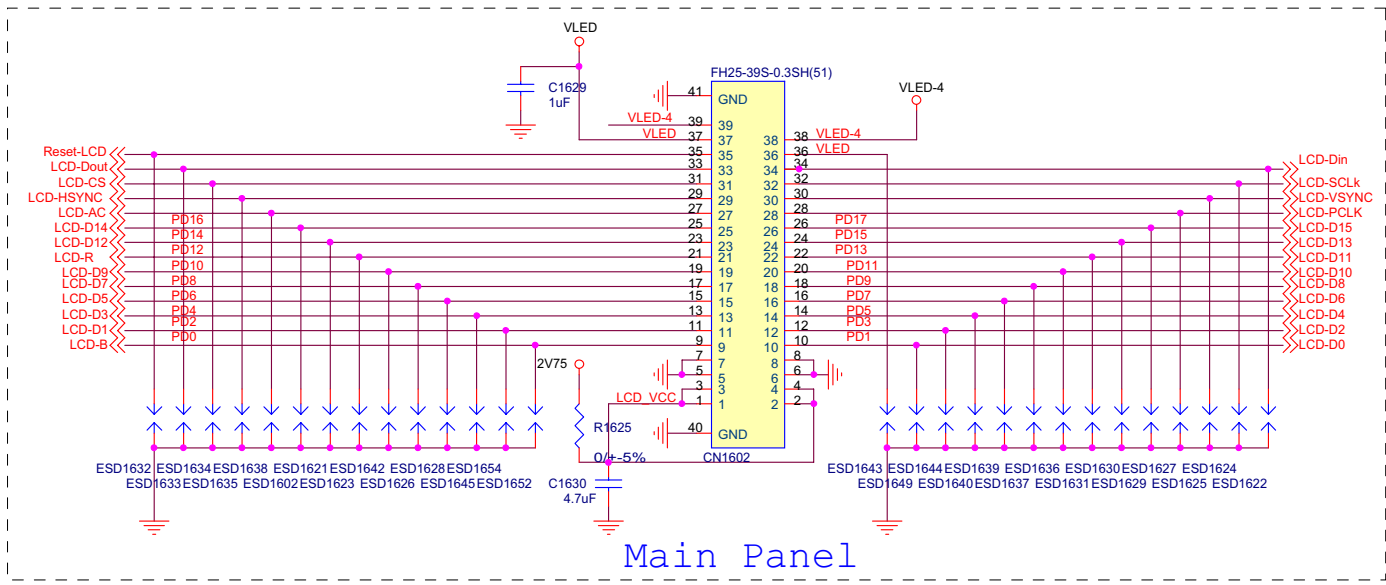 VLED
C1629
1uF
FH25-39S-0.3SH(51)
VLED-4
41 GND
VLED-4 39 39
VLED 37 37
38 38 VLED-4
36 36 VLED
Reset-LCD 35 35
34 34 LCD-Din
LCD-Dout 33 33
32 32 LCD-SCLk
LCD-CS 31 31
30 30 LCD-VSYNC
LCD-HSYNC 29 29
28 28 LCD-PCLK
LCD-AC 27 27
26 26 PD17 LCD-D15
LCD-D14 PD16 25 25
24 24 PD15 LCD-D13
LCD-D12 PD14 23 23
22 22 PD13 LCD-D11
LCD-R PD12 21 21
20 20 PD11 LCD-D10
LCD-D9 PD10 19 19
18 18 PD9 LCD-D8
LCD-D7 PD8 17 17
16 16 PD7 LCD-D6
LCD-D5 PD6 15 15
14 14 PD5 LCD-D4
LCD-D3 PD4 13 13
12 12 PD3 LCD-D2
LCD-D1 PD2 11 11
10 10 PD1 LCD-D0
LCD-B PD0 9 9
7 7 8 8
2V75
5 5 6 6
3 3 4 4
LCD_VCC 1 1 2 2
R1625
0/+-5%
40 GND
CN1602
C1630
4.7uF
ESD1632 ESD1634 ESD1638 ESD1621 ESD1642 ESD1628 ESD1654
ESD1633 ESD1635 ESD1602 ESD1623 ESD1626 ESD1645 ESD1652
ESD1643 ESD1644 ESD1639 ESD1636 ESD1630 ESD1627 ESD1624
ESD1649 ESD1640 ESD1637 ESD1631 ESD1629 ESD1625 ESD1622
Main Panel